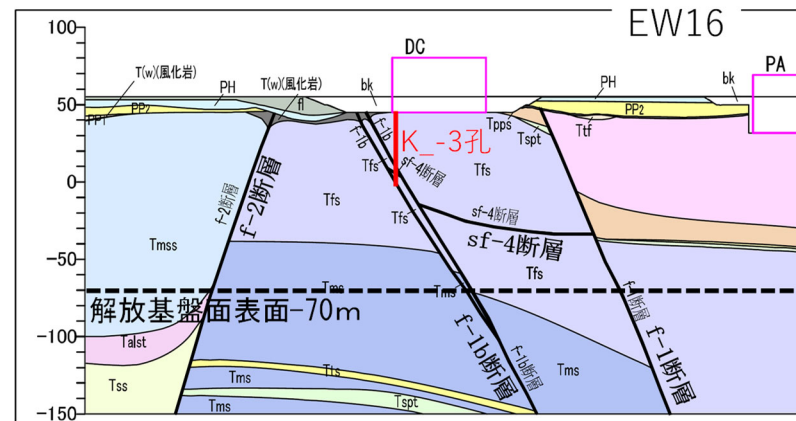 EW16
100
50
0
-50
-100
-150
T(w)(風化岩)
PH
T(w)(風化岩)
fl
bk
DC
PH
bk
PA
PP1
PP2
f-1b
f-1b
Tpps
Tspt
Ttf
PP2
K_-3孔
Tfs
sf-4断層
Tfs
Tfs
Tfs
f-2断層
f-2断層
sf-4断層
sf-4断層
Tmss
Tfs
Tms
Tms
解放基盤面表面-70m
f-1断層
f-1断層
Talst
Tss
Tms
Tts
f-1b断層
f-1b断層
Tms
Tspt
Tms